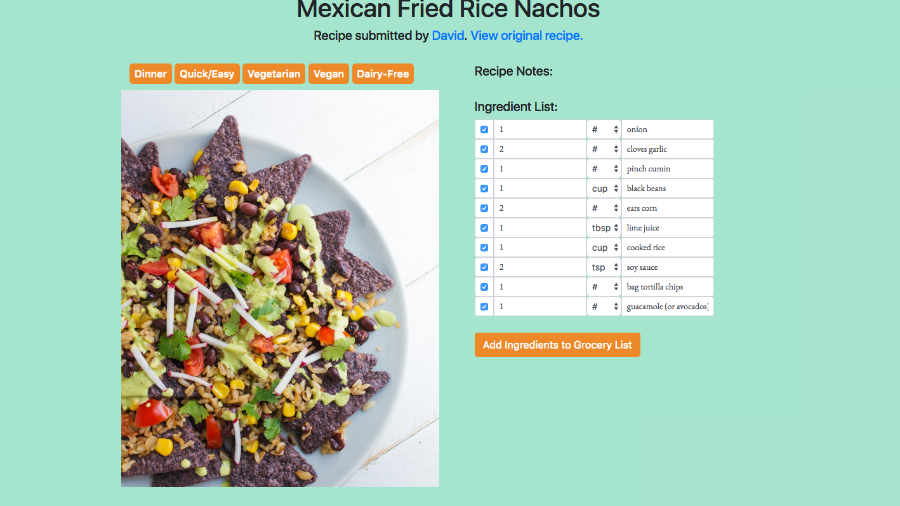 Mexican Fried Rice Nachos
Recipe submitted by David. View original recipe.
Dinner Quick/Easy Vegetarian Vegan Dairy-Free
Recipe Notes:
Ingredient List:
1 # onion
2 # cloves garlic
1 # pinch cumin
1 cup black beans
2 # ears corn
1 tbsp lime juice
1 cup cooked rice
2 tsp soy sauce
1 # bag tortilla chips
1 # guacamole (or avocados)
Add Ingredients to Grocery List